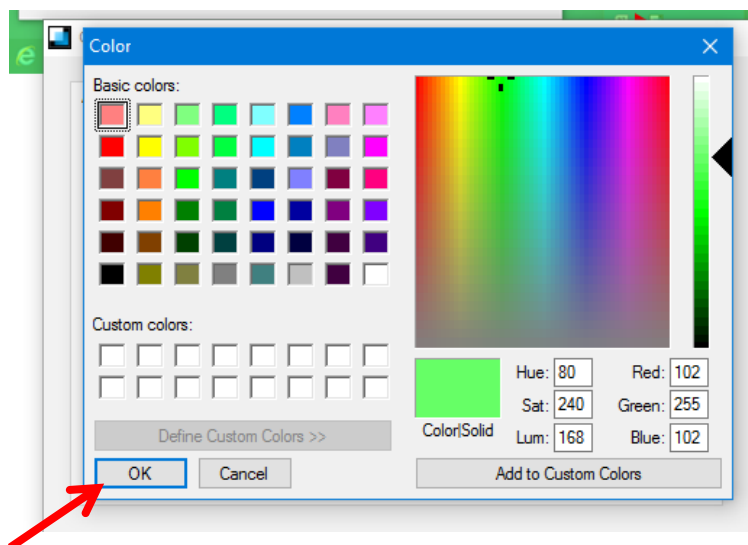 Color
Basic colors:
Custom colors:
Define Custom Colors >>
OK Cancel
Color|Solid
Hue: 80 Red: 102
Sat: 240 Green: 255
Lum: 168 Blue: 102
Add to Custom Colors